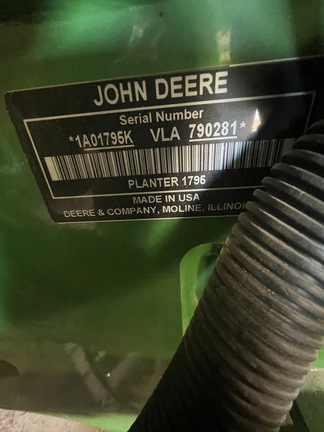 JOHN DEERE
Serial Number
*1A01795K VLA 790281*
PLANTER 1795
MADE IN USA
DEERE & COMPANY, MOLINE, ILLINOIS